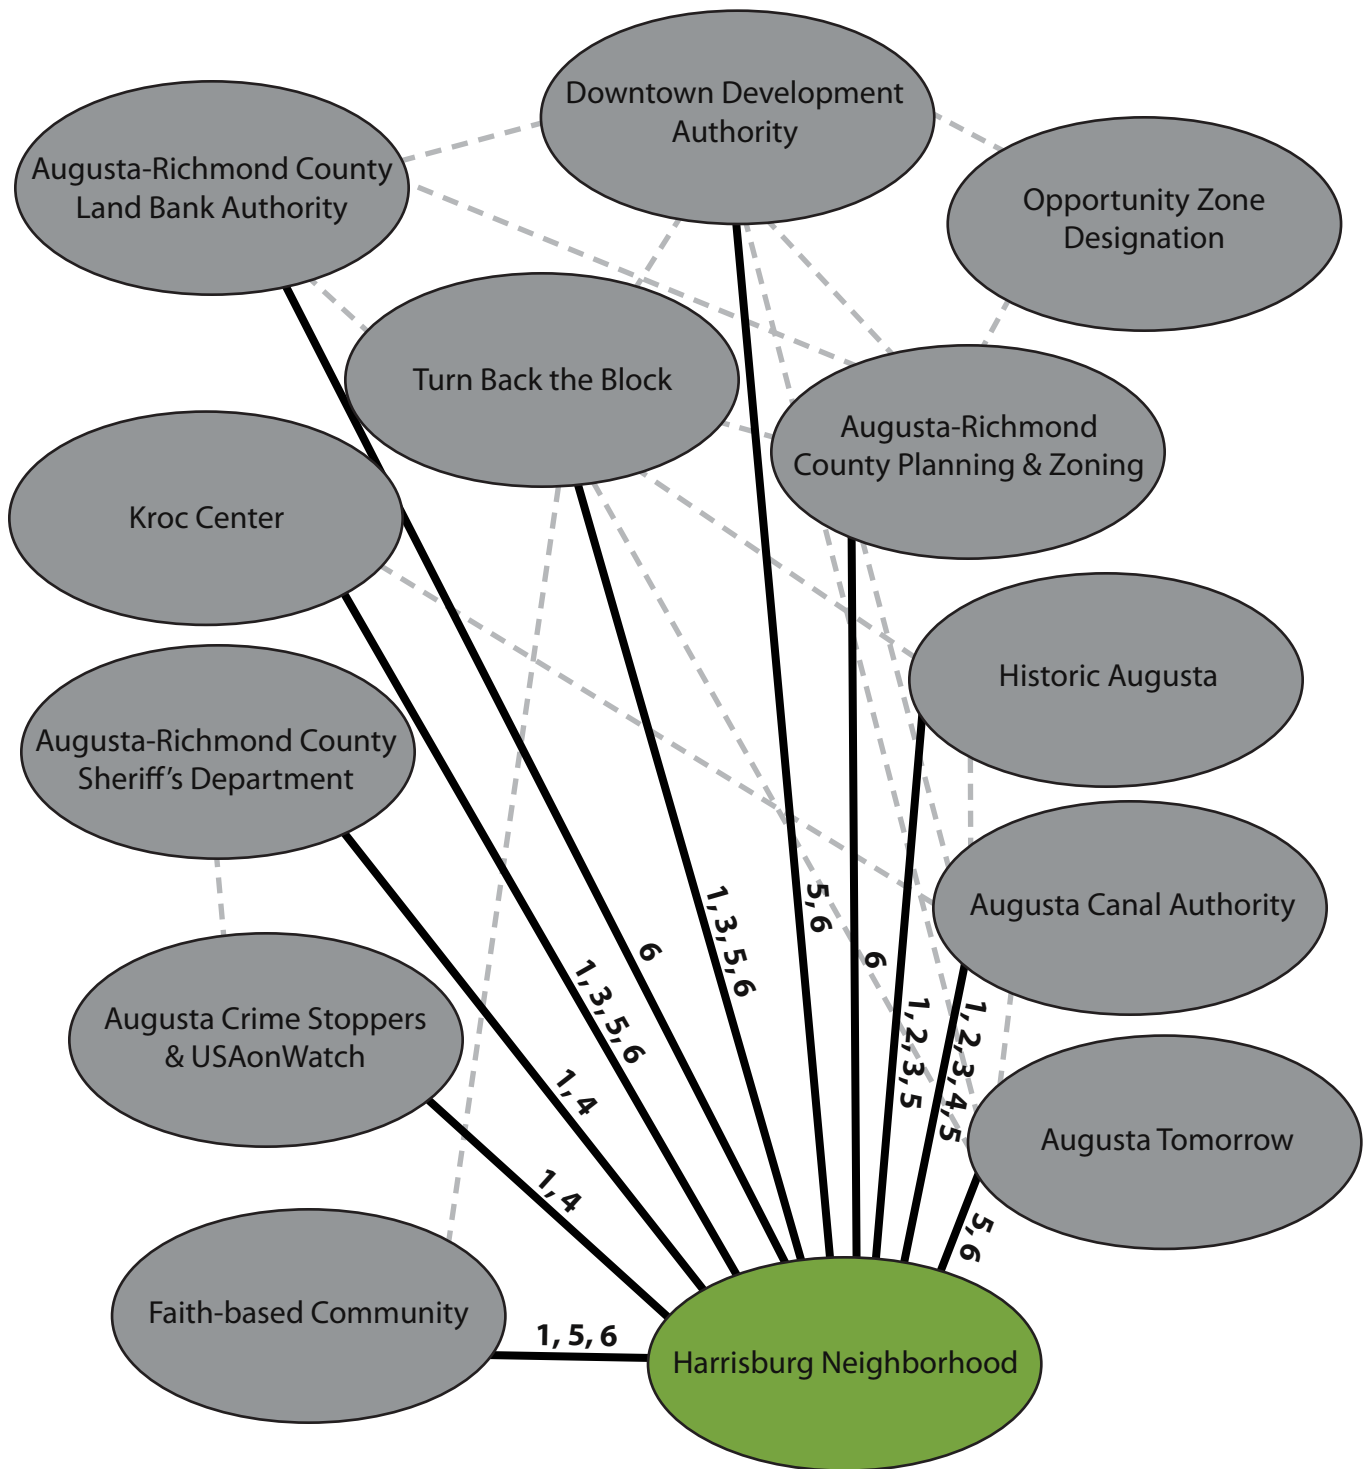 Downtown Development
Authority
Augusta-Richmond County
Land Bank Authority
Opportunity Zone
Designation
Turn Back the Block
Augusta-Richmond
County Planning & Zoning
Kroc Center
Historic Augusta
Augusta-Richmond County
Sheriff’s Department
Augusta Canal Authority
5, 6
1, 3, 5, 6
6
6
1, 3, 5, 6
1, 2, 3, 5
1, 2, 3, 4, 5
Augusta Crime Stoppers
& USAonWatch
1, 4
Augusta Tomorrow
1, 4
5, 6
Faith-based Community
1, 5, 6
Harrisburg Neighborhood